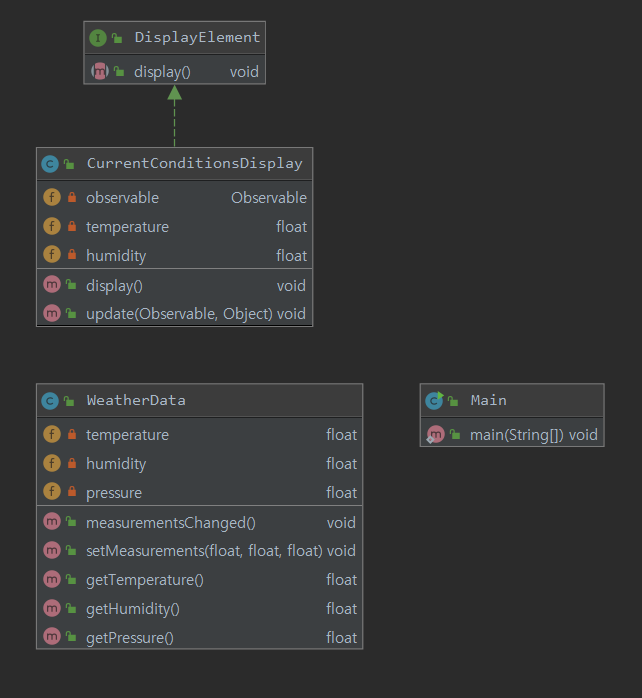 DisplayElement
display() void
CurrentConditionsDisplay
observable Observable
temperature float
humidity float
display() void
update(Observable, Object) void
WeatherData
temperature float
humidity float
pressure float
measurementsChanged() void
setMeasurements(float, float, float) void
getTemperature() float
getHumidity() float
getPressure() float
Main
main(String[]) void